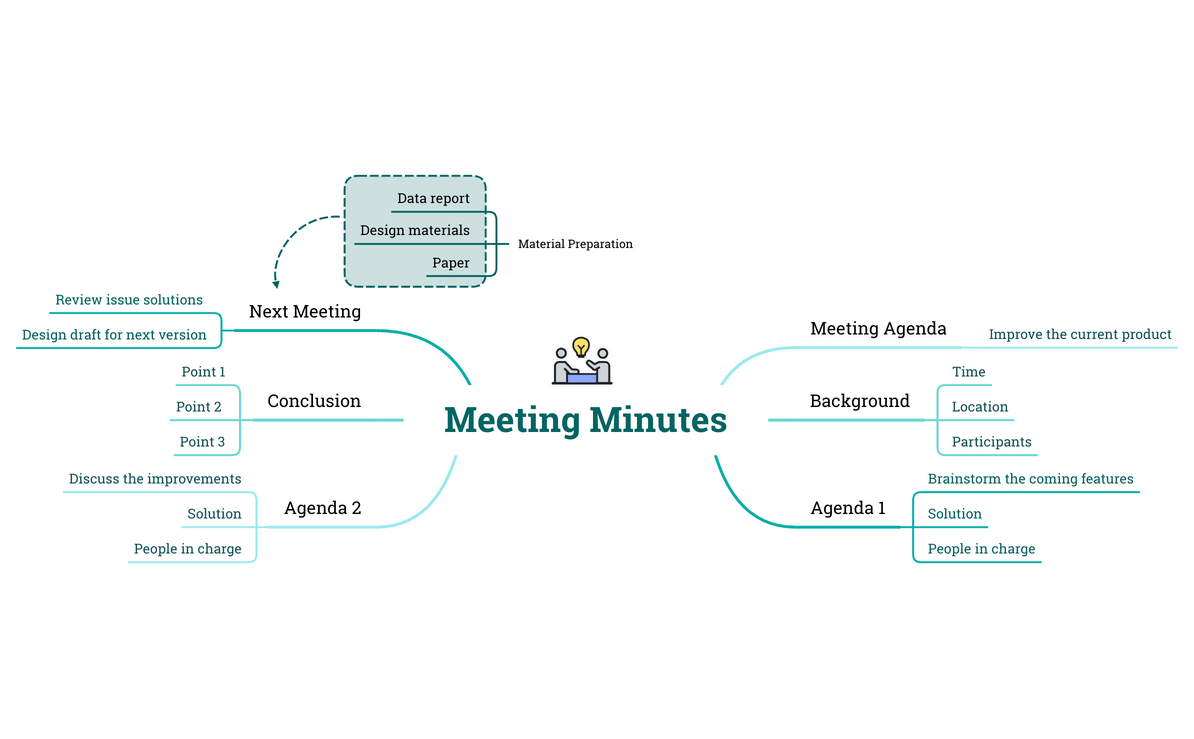 Data report
Design materials
Paper
Material Preparation
Next Meeting
Review issue solutions
Design draft for next version
Conclusion
Point 1
Point 2
Point 3
Agenda 2
Discuss the improvements
Solution
People in charge
Meeting Minutes
Meeting Agenda
Improve the current product
Background
Time
Location
Participants
Agenda 1
Brainstorm the coming features
Solution
People in charge